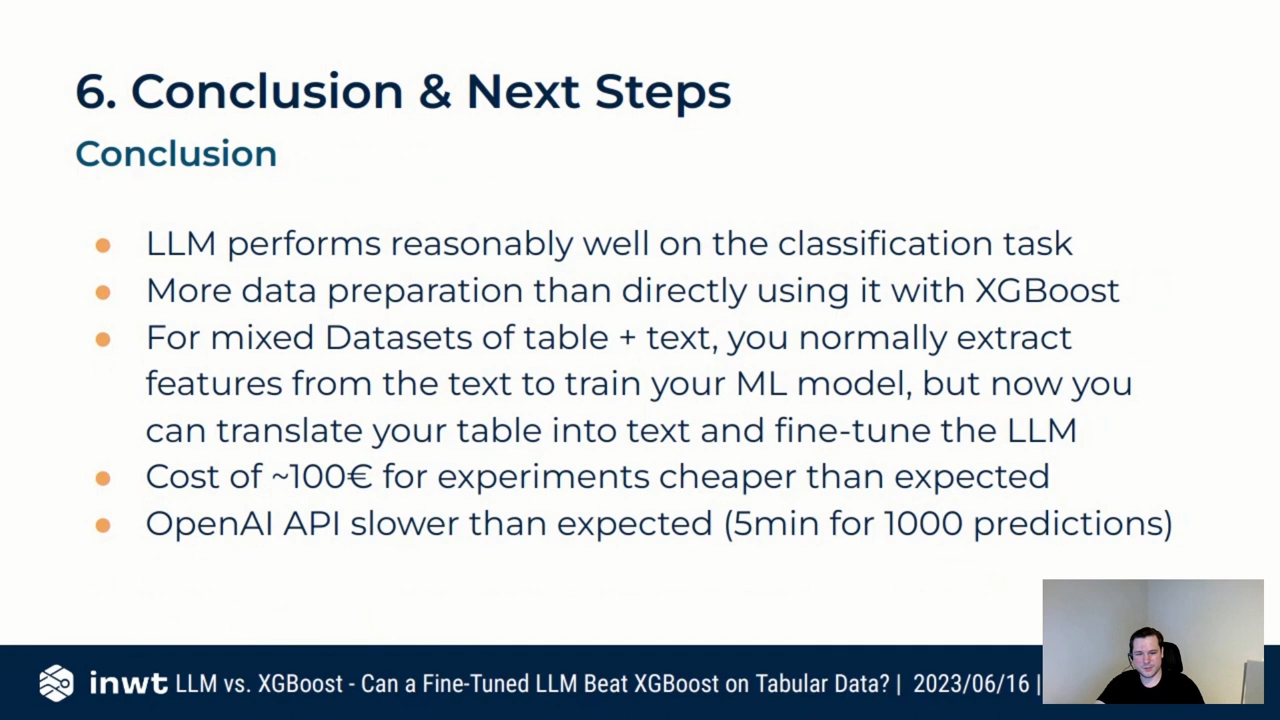 6. Conclusion & Next Steps
Conclusion
● LLM performs reasonably well on the classification task
● More data preparation than directly using it with XGBoost
● For mixed Datasets of table + text, you normally extract
features from the text to train your ML model, but now you
can translate your table into text and fine-tune the LLM
● Cost of ~100€ for experiments cheaper than expected
● OpenAI API slower than expected (5min for 1000 predictions)
inwt LLM vs. XGBoost - Can a Fine-Tuned LLM Beat XGBoost on Tabular Data? | 2023/06/16 |